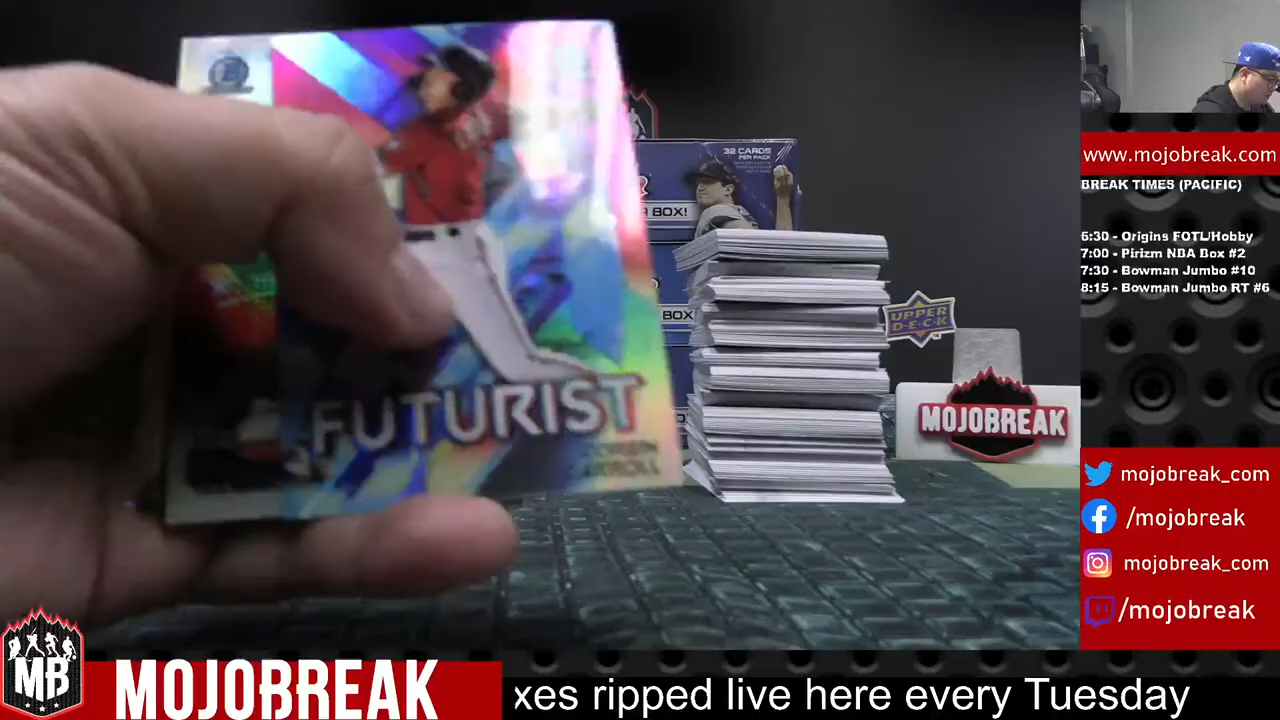 32 CARDS
PER PACK
BOX!
BOX
UPPER
D·E·C·K
MOJOBREAK
FUTURIST
www.mojobreak.com
BREAK TIMES (PACIFIC)
6:30 - Origins FOTL/Hobby
7:00 - Pirizm NBA Box #2
7:30 - Bowman Jumbo #10
8:15 - Bowman Jumbo RT #6
mojobreak_com
/mojobreak
mojobreak_com
/mojobreak
MB
MOJOBREAK
xes ripped live here every Tuesday